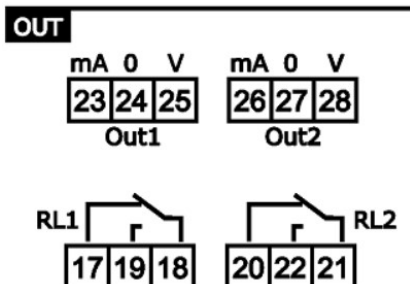 OUT
mA 0 V mA 0 V
23 24 25 26 27 28
Out1 Out2
RL1 RL2
17 19 18 20 22 21